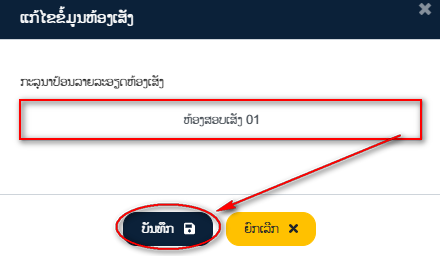 ແກ້ໄຂຂໍ້ມູນຫ້ອງເສັງ
ກະລຸນາປ້ອນລາຍລະອຽດຫ້ອງເສັງ
ຫ້ອງສອບເສັງ 01
ບັນທຶກ
ຍົກເລີກ